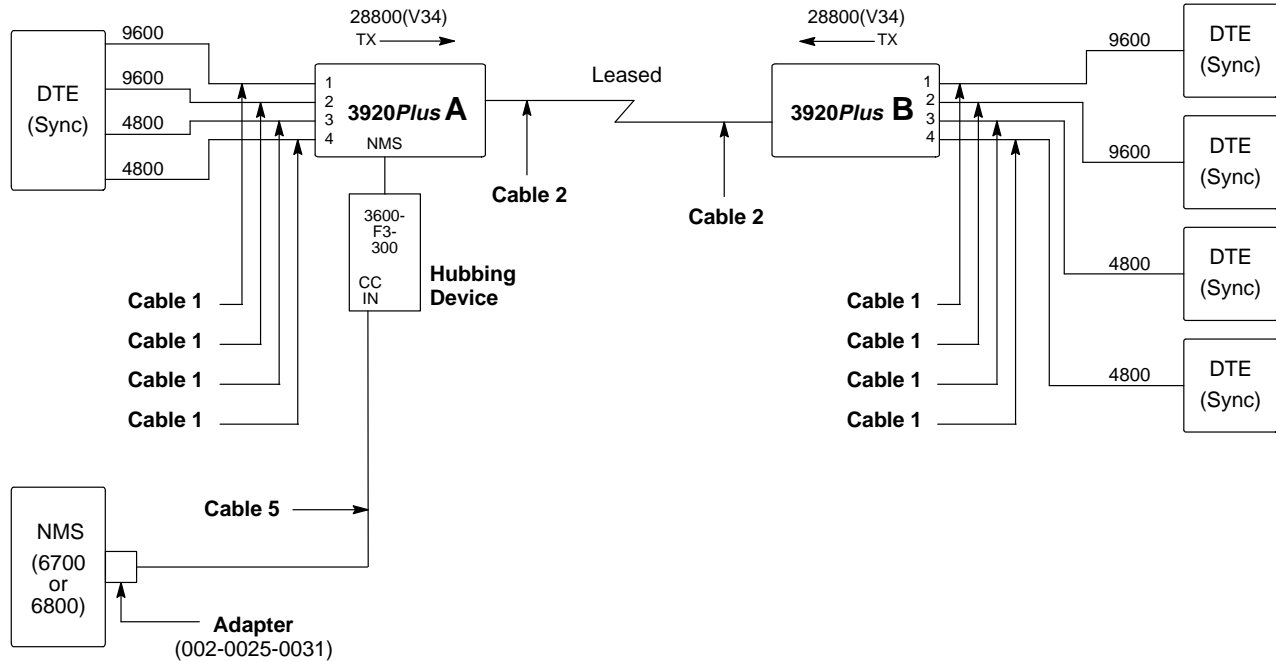 28800(V34)
TX
28800(V34)
TX
DTE
(Sync)
9600
9600
4800
4800
1
2
3
4
3920Plus A
NMS
Leased
3920Plus B
1
2
3
4
9600
9600
4800
4800
DTE
(Sync)
DTE
(Sync)
DTE
(Sync)
DTE
(Sync)
Cable 2
Cable 2
3600-
F3-
300
CC
IN
Hubbing
Device
Cable 1
Cable 1
Cable 1
Cable 1
Cable 1
Cable 1
Cable 1
Cable 1
Cable 5
NMS
(6700
or
6800)
Adapter
(002-0025-0031)